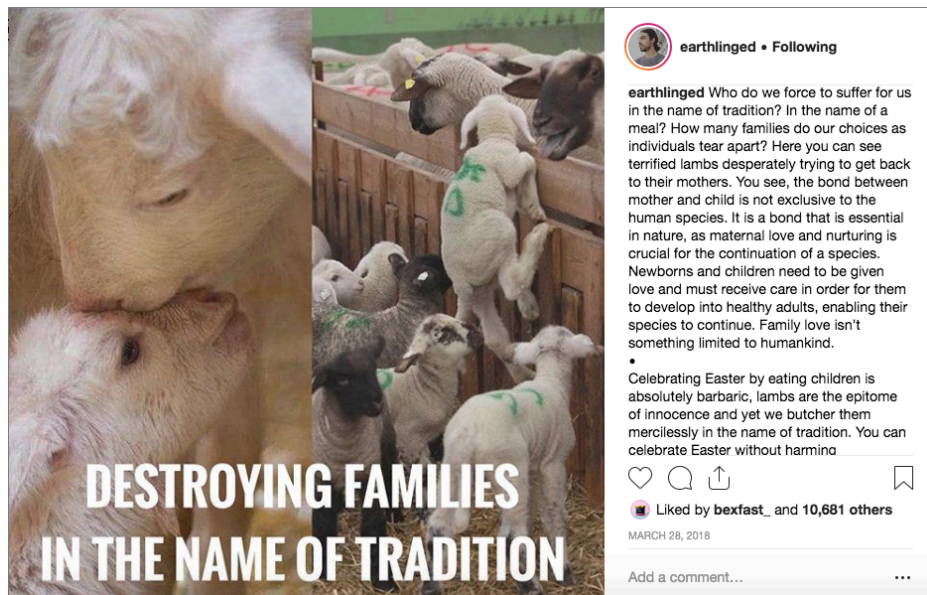 DESTROYING FAMILIES
IN THE NAME OF TRADITION
earthlinged • Following
earthlinged Who do we force to suffer for us
in the name of tradition? In the name of a
meal? How many families do our choices as
individuals tear apart? Here you can see
terrified lambs desperately trying to get back
to their mothers. You see, the bond between
mother and child is not exclusive to the
human species. It is a bond that is essential
in nature, as maternal love and nurturing is
crucial for the continuation of a species.
Newborns and children need to be given
love and must receive care in order for them
to develop into healthy adults, enabling their
species to continue. Family love isn't
something limited to humankind.
•
Celebrating Easter by eating children is
absolutely barbaric, lambs are the epitome
of innocence and yet we butcher them
mercilessly in the name of tradition. You can
celebrate Easter without harming
Liked by bexfast_ and 10,681 others
MARCH 28, 2018
Add a comment...